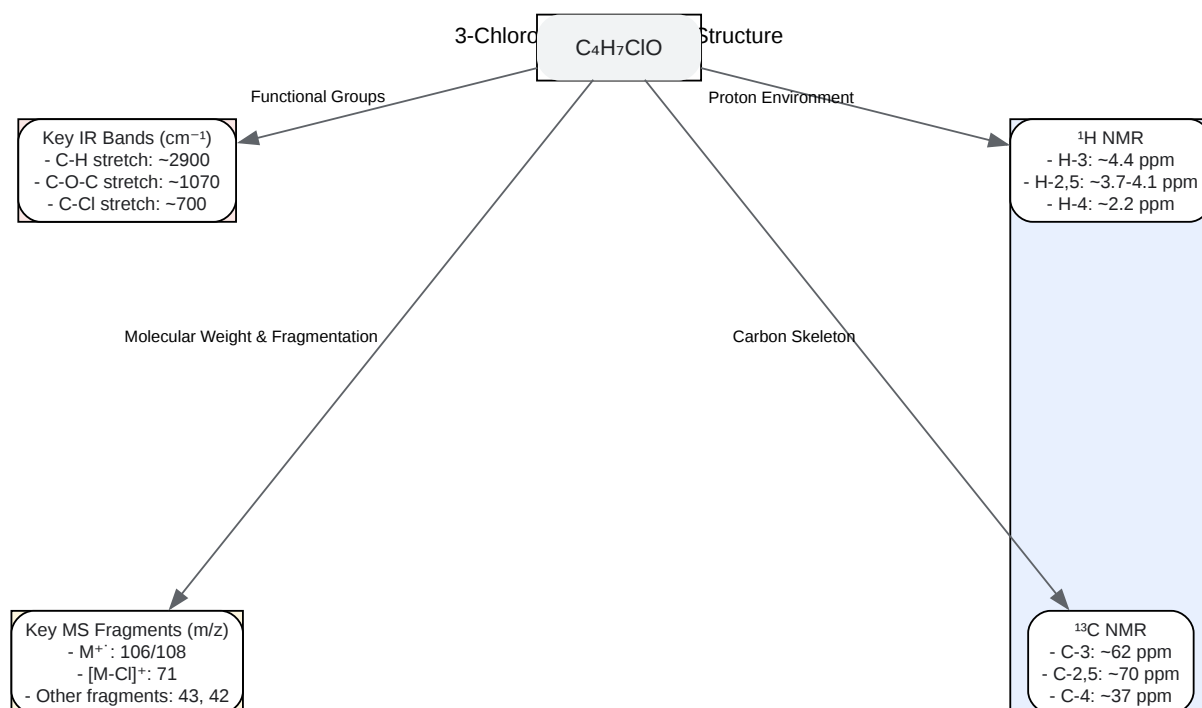 3-Chloro
Structure
C₄H₇ClO
Functional Groups
Proton Environment
Key IR Bands (cm⁻¹)
- C-H stretch: ~2900
- C-O-C stretch: ~1070
- C-Cl stretch: ~700
¹H NMR
- H-3: ~4.4 ppm
- H-2,5: ~3.7-4.1 ppm
- H-4: ~2.2 ppm
Molecular Weight & Fragmentation
Carbon Skeleton
Key MS Fragments (m/z)
- M⁺˙: 106/108
- [M-Cl]⁺: 71
- Other fragments: 43, 42
¹³C NMR
- C-3: ~62 ppm
- C-2,5: ~70 ppm
- C-4: ~37 ppm